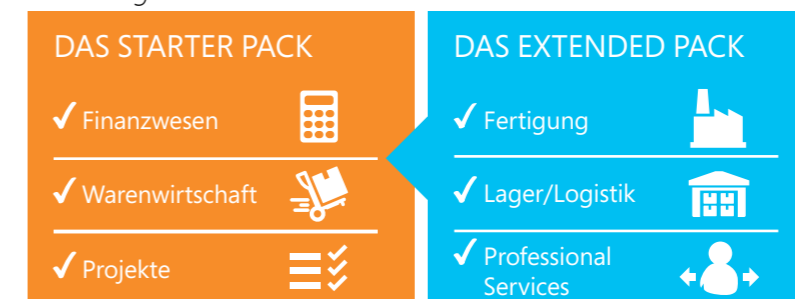 DAS STARTER PACK
✓ Finanzwesen
✓ Warenwirtschaft
✓ Projekte
DAS EXTENDED PACK
✓ Fertigung
✓ Lager/Logistik
✓ Professional
Services